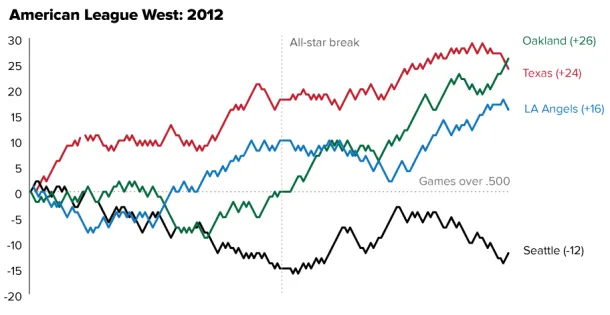 American League West: 2012
30
25
20
15
10
5
0
-5
-10
-15
-20
All-star break
Oakland (+26)
Texas (+24)
LA Angels (+16)
Games over .500
Seattle (-12)